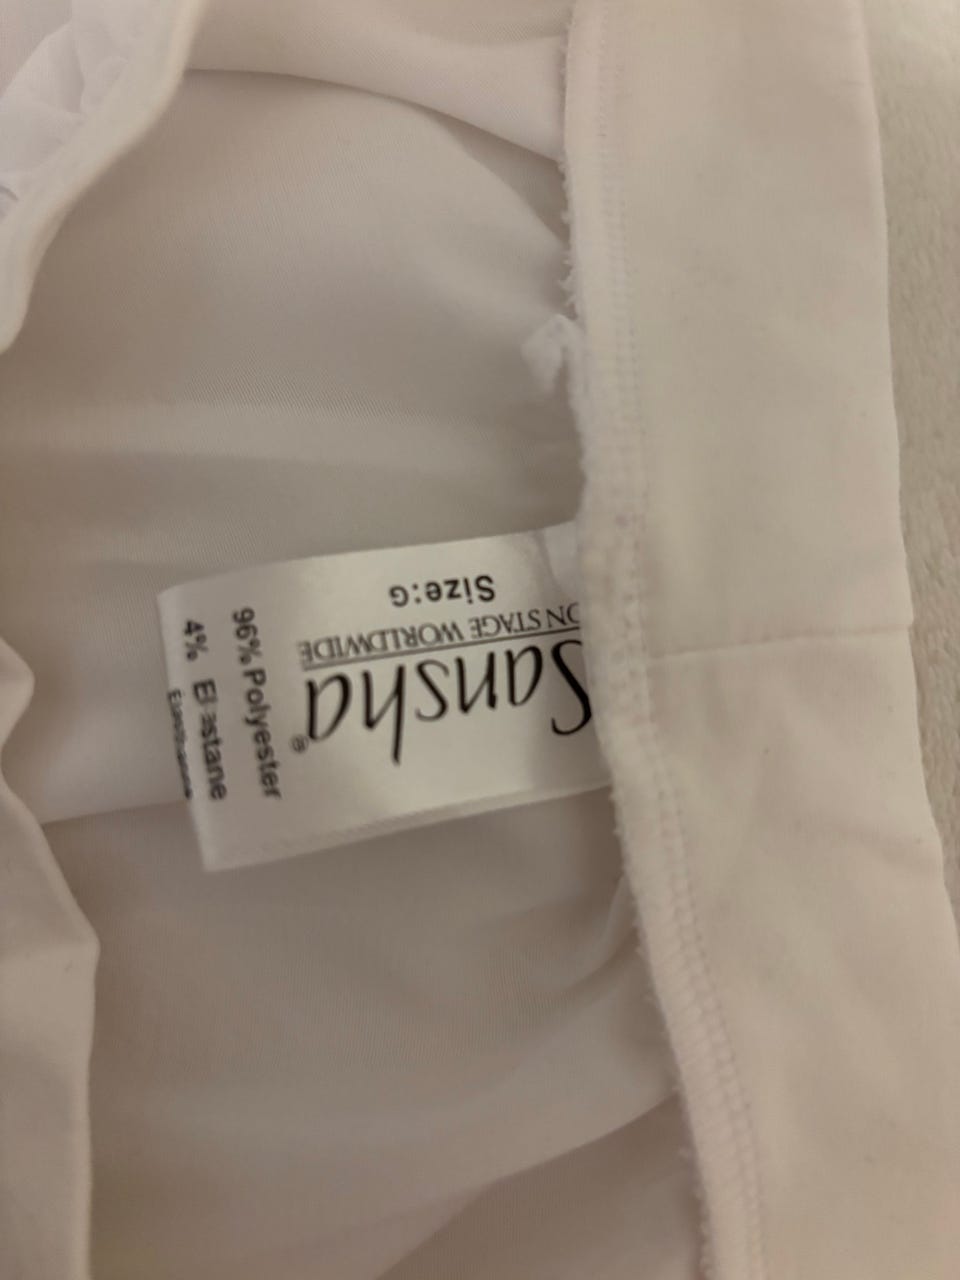 Sansha®
ON STAGE WORLDWIDE
Size:G
96% Polyester
4% Elastane